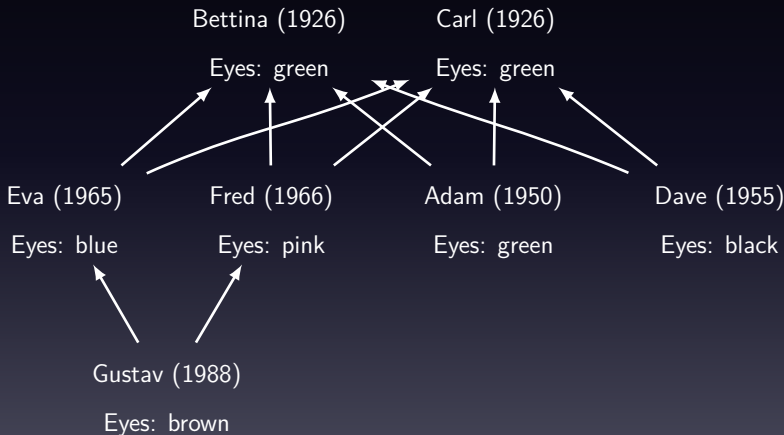 Bettina (1926)
Eyes: green
Carl (1926)
Eyes: green
Eva (1965)
Eyes: blue
Fred (1966)
Eyes: pink
Adam (1950)
Eyes: green
Dave (1955)
Eyes: black
Gustav (1988)
Eyes: brown